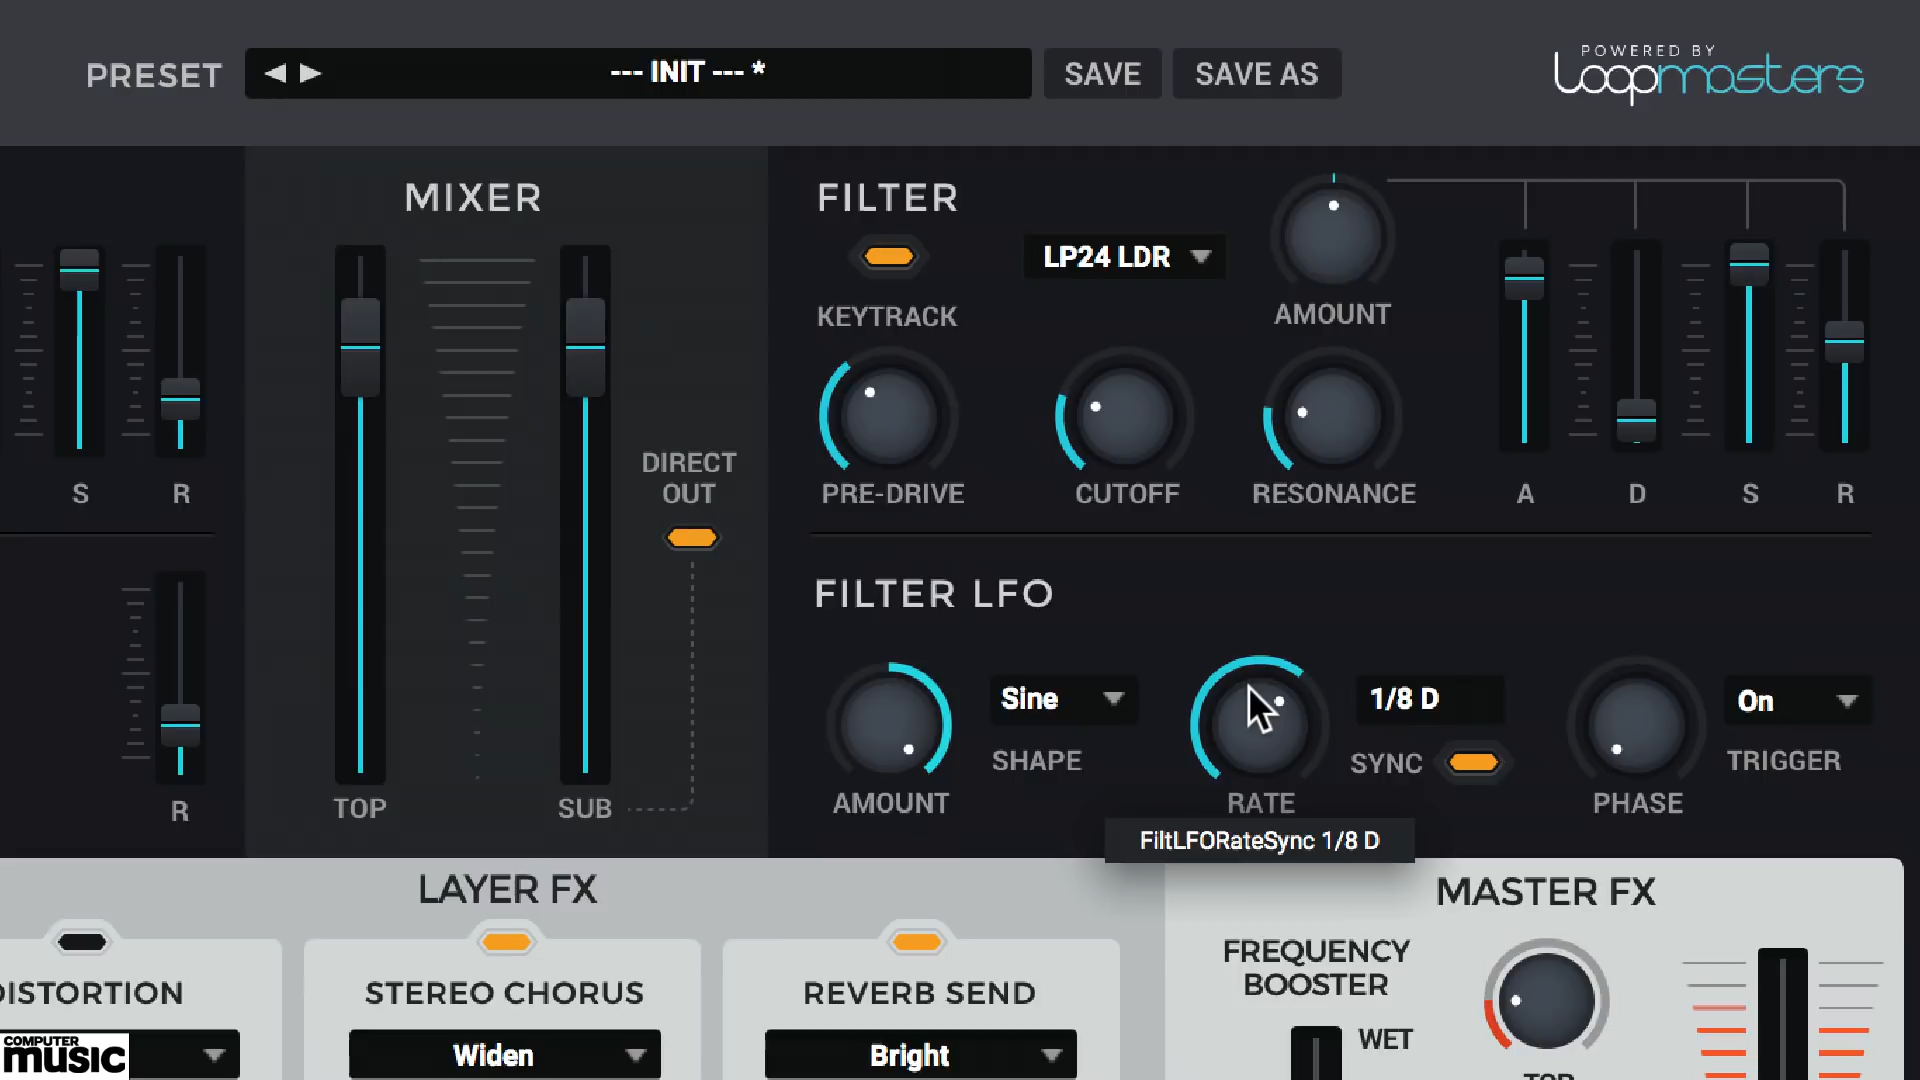 PRESET
--- INIT --- *
SAVE
SAVE AS
POWERED BY
Loopmasters
S
R
R
MIXER
DIRECT
OUT
TOP
SUB
FILTER
KEYTRACK
LP24 LDR
AMOUNT
PRE-DRIVE
CUTOFF
RESONANCE
A
D
S
R
FILTER LFO
AMOUNT
Sine
SHAPE
RATE
1/8 D
SYNC
PHASE
On
TRIGGER
FiltLFORateSync 1/8 D
LAYER FX
DISTORTION
STEREO CHORUS
Widen
REVERB SEND
Bright
MASTER FX
FREQUENCY
BOOSTER
WET
TOP
COMPUTER
music